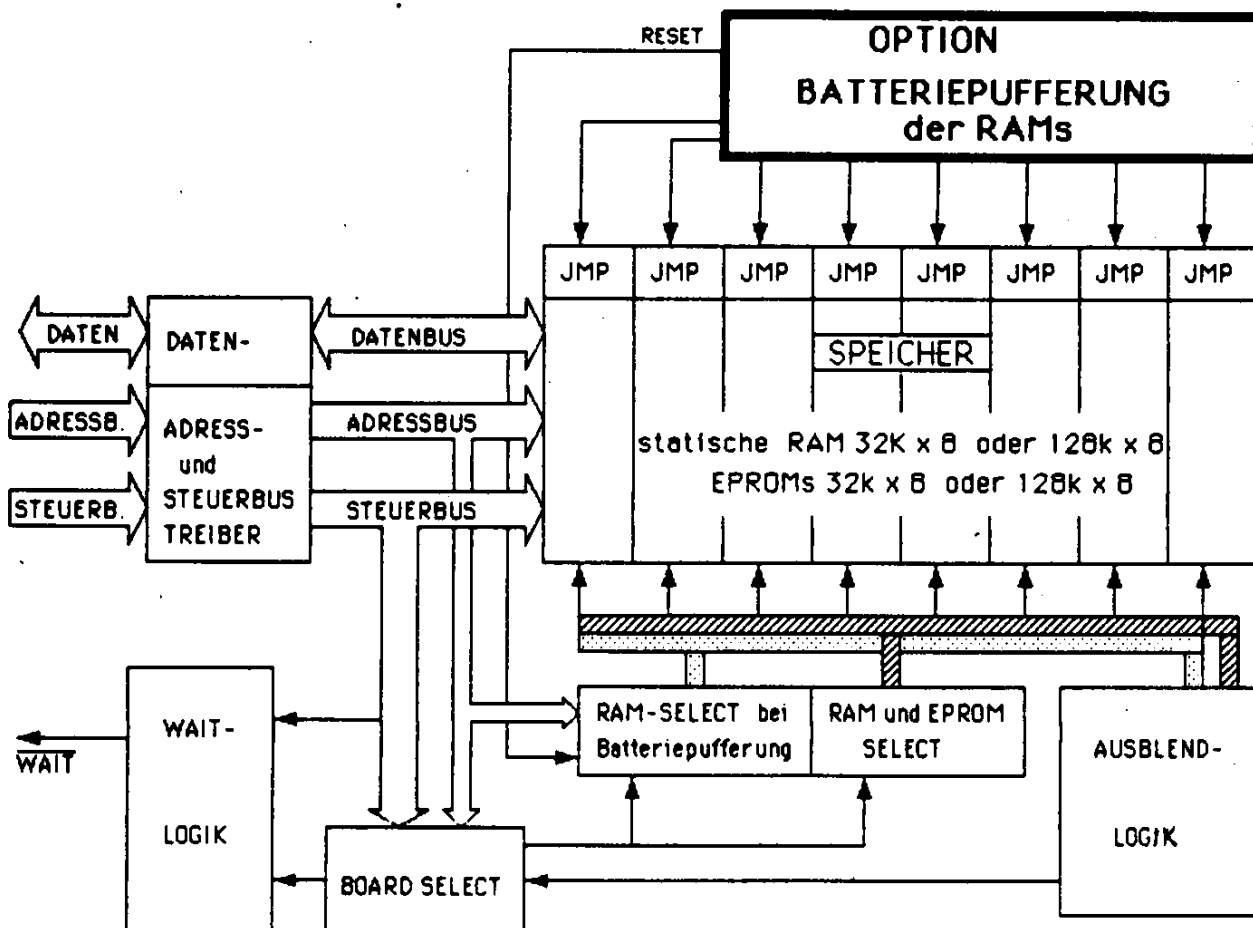 RESET
OPTION
BATTERIEPUFFERUNG
der RAMs
JMP JMP JMP JMP JMP JMP JMP JMP
DATEN
DATEN-
DATENBUS
SPEICHER
ADRESSB.
ADRESS-
und
STEUERBUS
TREIBER
ADRESSBUS
statische RAM 32K x 8 oder 128k x 8
EPROMs 32k x 8 oder 128k x 8
STEUERB.
STEUERBUS
WAIT
WAIT-
LOGIK
RAM-SELECT bei
Batteriepufferung
RAM und EPROM
SELECT
AUSBLEND-
LOGIK
BOARD SELECT